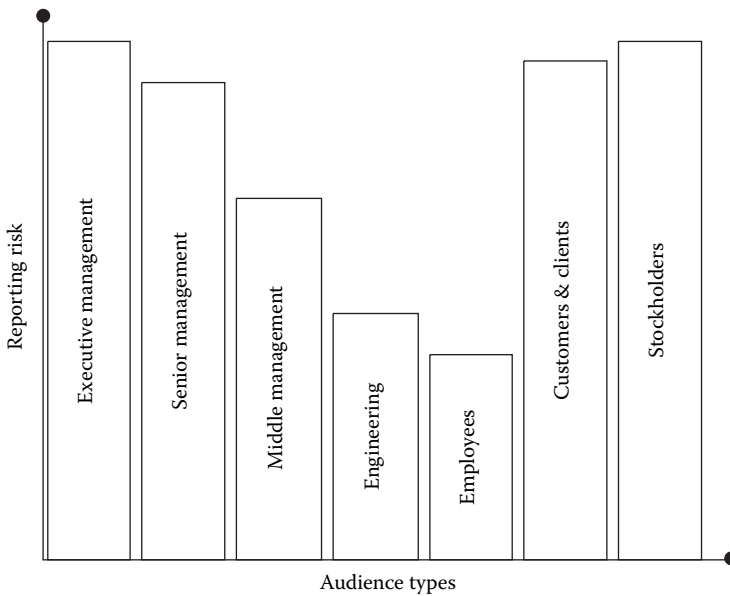 Reporting risk
Executive management
Senior management
Middle management
Engineering
Employees
Customers & clients
Stockholders
Audience types